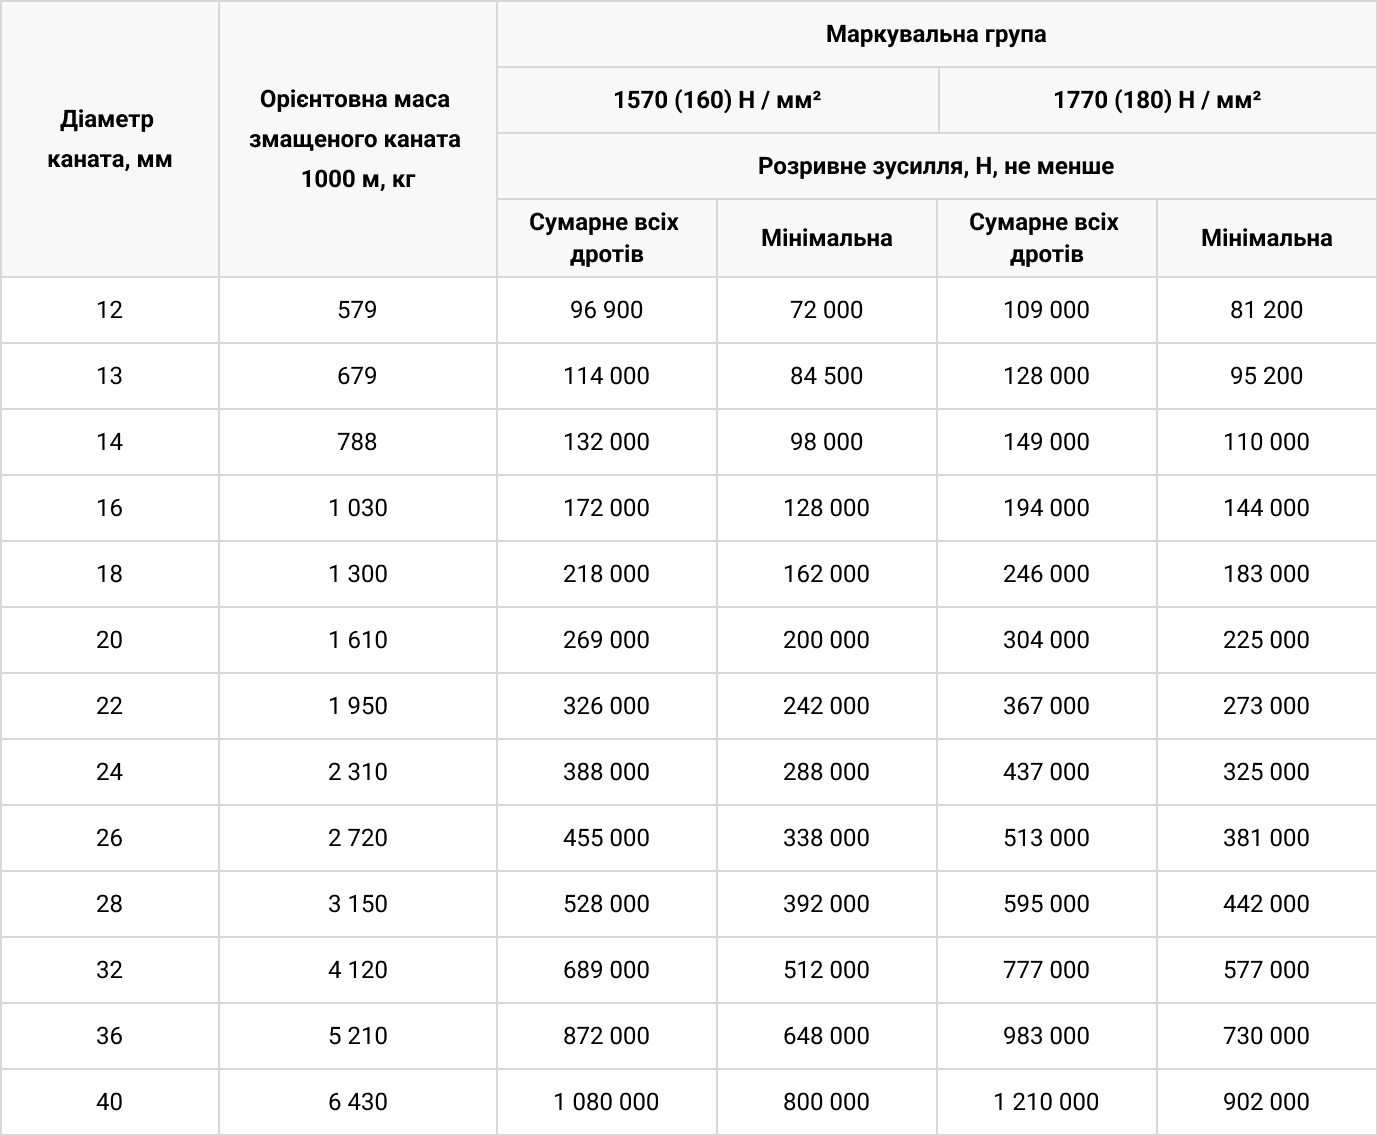 Діаметр
каната, мм
Орієнтовна маса
змащеного каната
1000 м, кг
Маркувальна група
1570 (160) Н / мм²
1770 (180) Н / мм²
Розривне зусилля, Н, не менше
Сумарне всіх
дротів
Мінімальна
Сумарне всіх
дротів
Мінімальна
12 579 96 900 72 000 109 000 81 200
13 679 114 000 84 500 128 000 95 200
14 788 132 000 98 000 149 000 110 000
16 1 030 172 000 128 000 194 000 144 000
18 1 300 218 000 162 000 246 000 183 000
20 1 610 269 000 200 000 304 000 225 000
22 1 950 326 000 242 000 367 000 273 000
24 2 310 388 000 288 000 437 000 325 000
26 2 720 455 000 338 000 513 000 381 000
28 3 150 528 000 392 000 595 000 442 000
32 4 120 689 000 512 000 777 000 577 000
36 5 210 872 000 648 000 983 000 730 000
40 6 430 1 080 000 800 000 1 210 000 902 000